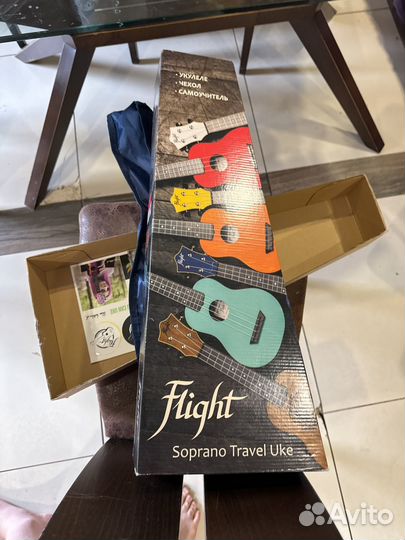 • УКУЛЕЛЕ
• ЧЕХОЛ
• САМОУЧИТЕЛЬ
Flight
Soprano Travel Uke
Avito